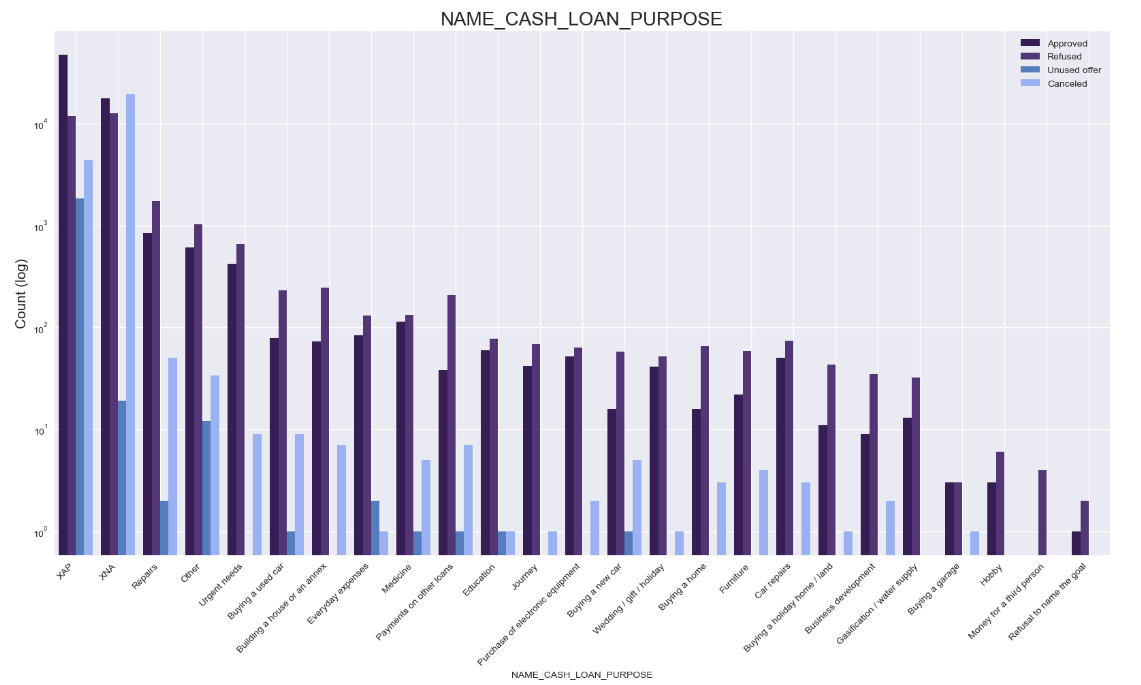 NAME_CASH_LOAN_PURPOSE
Approved
Refused
Unused offer
Canceled
Count (log)
10^4
10^3
10^2
10^1
10^0
XAP
XNA
Repairs
Other
Urgent needs
Buying a used car
Building a house or an annex
Everyday expenses
Medicine
Payments on other loans
Education
Journey
Purchase of electronic equipment
Buying a new car
Wedding / gift / holiday
Buying a home
Furniture
Car repairs
Buying a holiday home / land
Business development
Gasification / water supply
Buying a garage
Hobby
Money for a third person
Refusal to name the goal
NAME_CASH_LOAN_PURPOSE